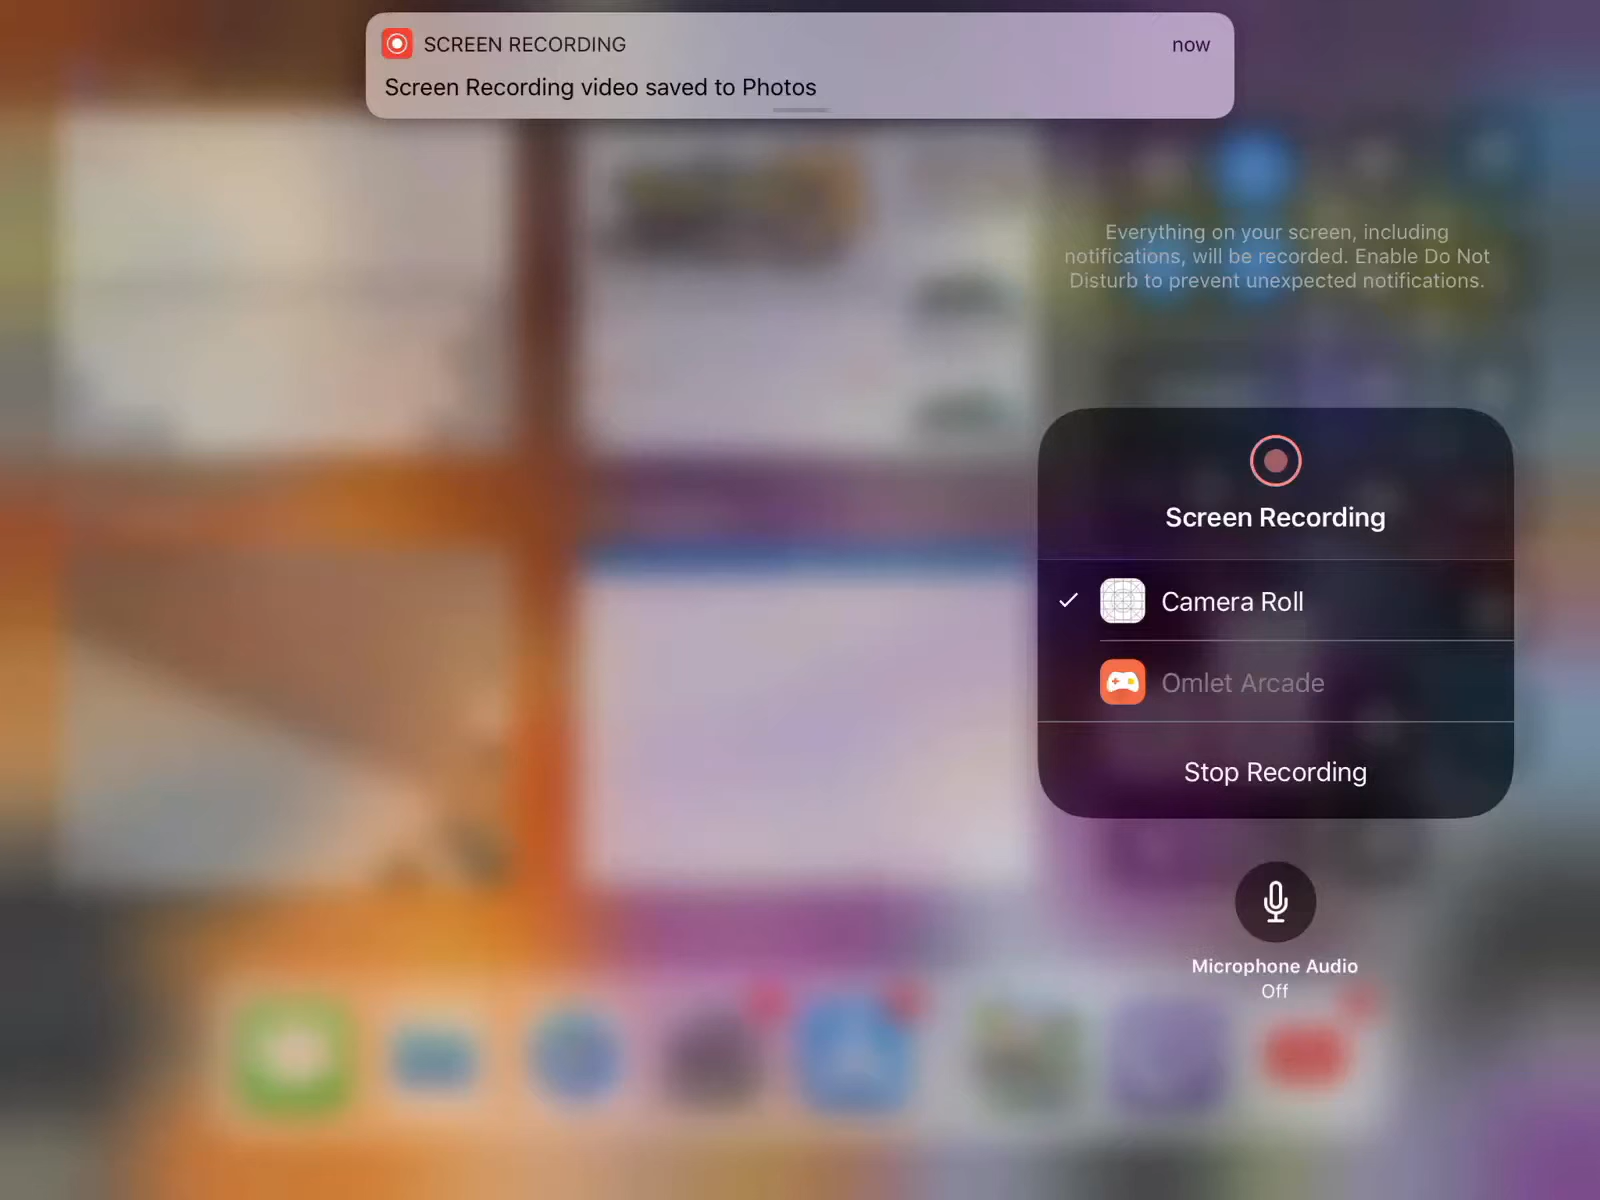 SCREEN RECORDING
now
Screen Recording video saved to Photos
Everything on your screen, including
notifications, will be recorded. Enable Do Not
Disturb to prevent unexpected notifications.
Screen Recording
Camera Roll
Omlet Arcade
Stop Recording
Microphone Audio
Off